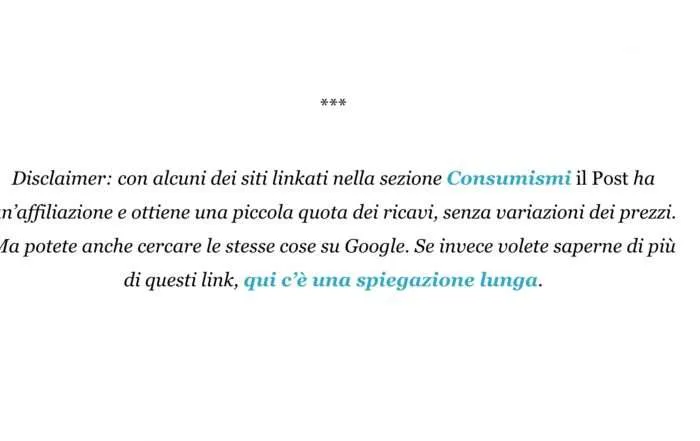 ***
Disclaimer: con alcuni dei siti linkati nella sezione Consumismi il Post ha
n’affiliazione e ottiene una piccola quota dei ricavi, senza variazioni dei prezzi.
Ma potete anche cercare le stesse cose su Google. Se invece volete saperne di più
di questi link, qui c’è una spiegazione lunga.